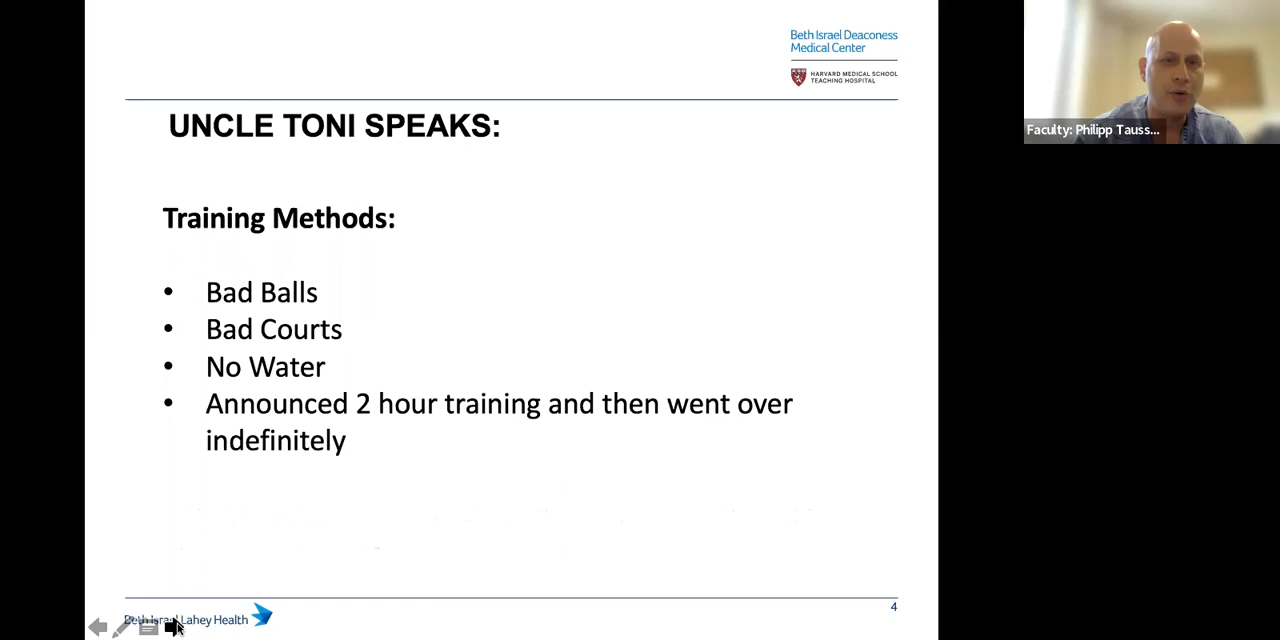 Beth Israel Deaconess
Medical Center
HARVARD MEDICAL SCHOOL
TEACHING HOSPITAL
UNCLE TONI SPEAKS:
Training Methods:
• Bad Balls
• Bad Courts
• No Water
• Announced 2 hour training and then went over
indefinitely
Faculty: Philipp Tauss...
Beth Israel Lahey Health
4